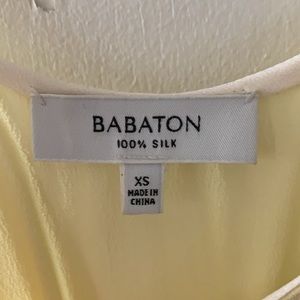 BABATON
100% SILK
XS
MADE IN
CHINA